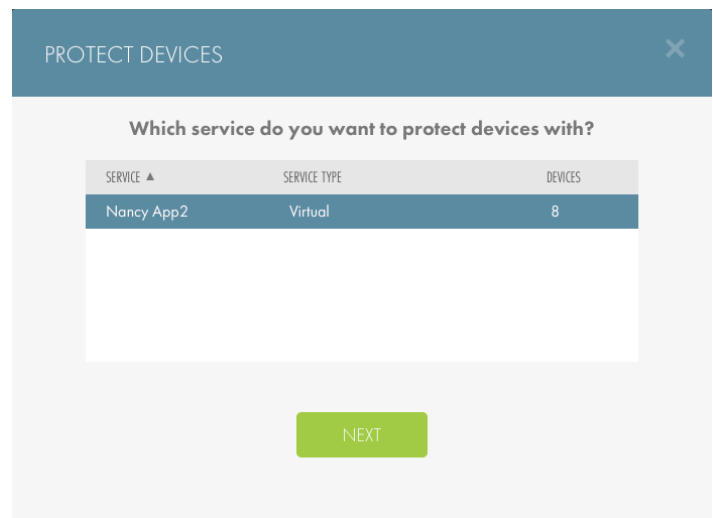 PROTECT DEVICES
Which service do you want to protect devices with?
SERVICE ▲ SERVICE TYPE DEVICES
Nancy App2 Virtual 8
NEXT